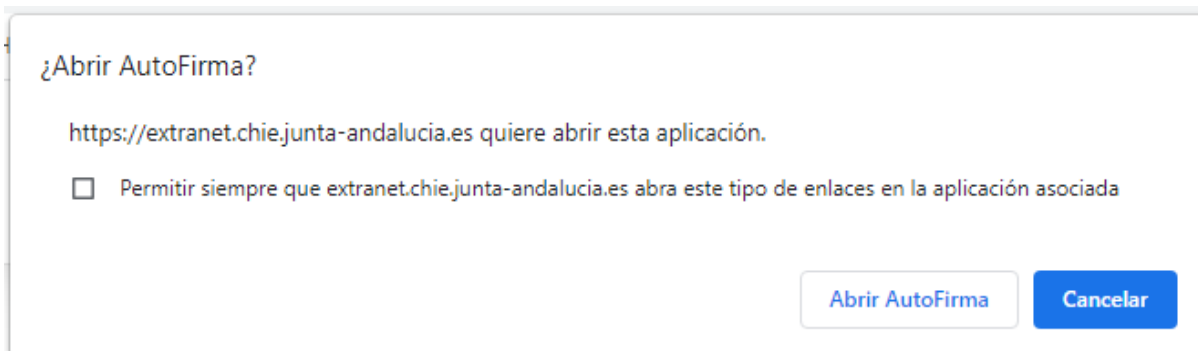 ¿Abrir AutoFirma?
https://extranet.chie.junta-andalucia.es quiere abrir esta aplicación.
Permitir siempre que extranet.chie.junta-andalucia.es abra este tipo de enlaces en la aplicación asociada
Abrir AutoFirma
Cancelar